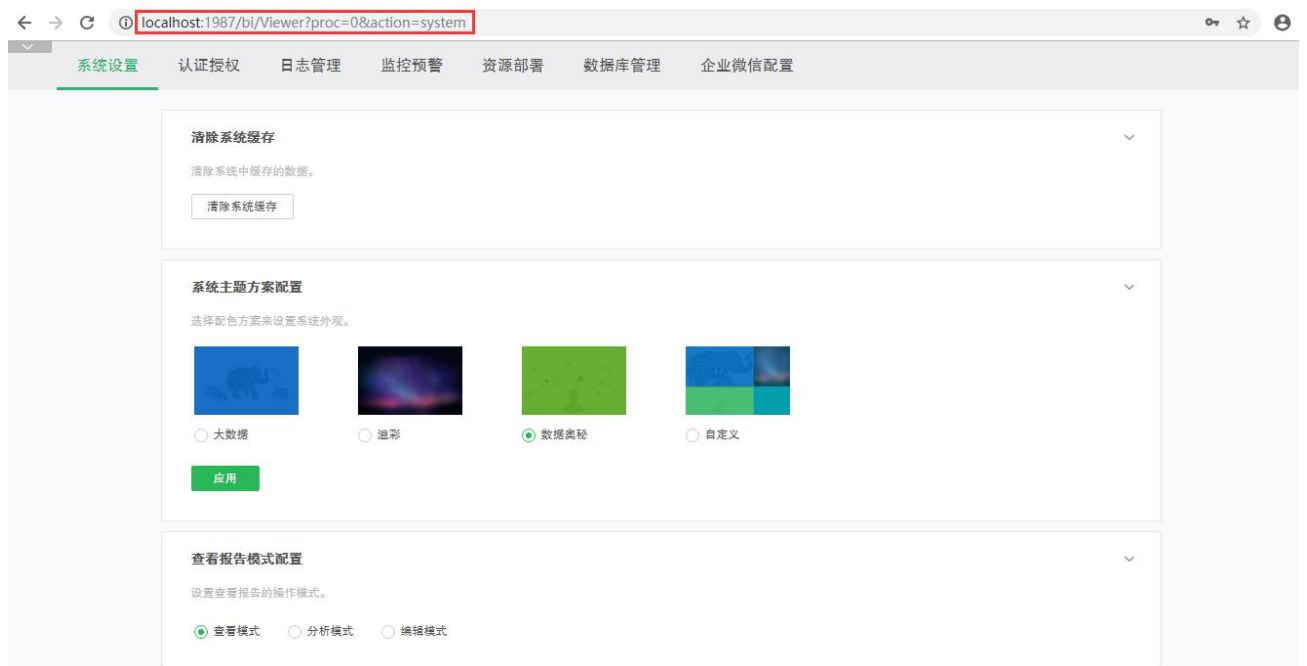 localhost:1987/bi/Viewer?proc=0&action=system
系统设置 认证授权 日志管理 监控预警 资源部署 数据库管理 企业微信配置
清除系统缓存
清除系统中缓存的数据。
清除系统缓存
系统主题方案配置
选择配色方案来设置系统外观。
大数据 溢彩 数据奥秘 自定义
应用
查看报告模式配置
设置查看报告的操作模式。
查看模式 分析模式 编辑模式